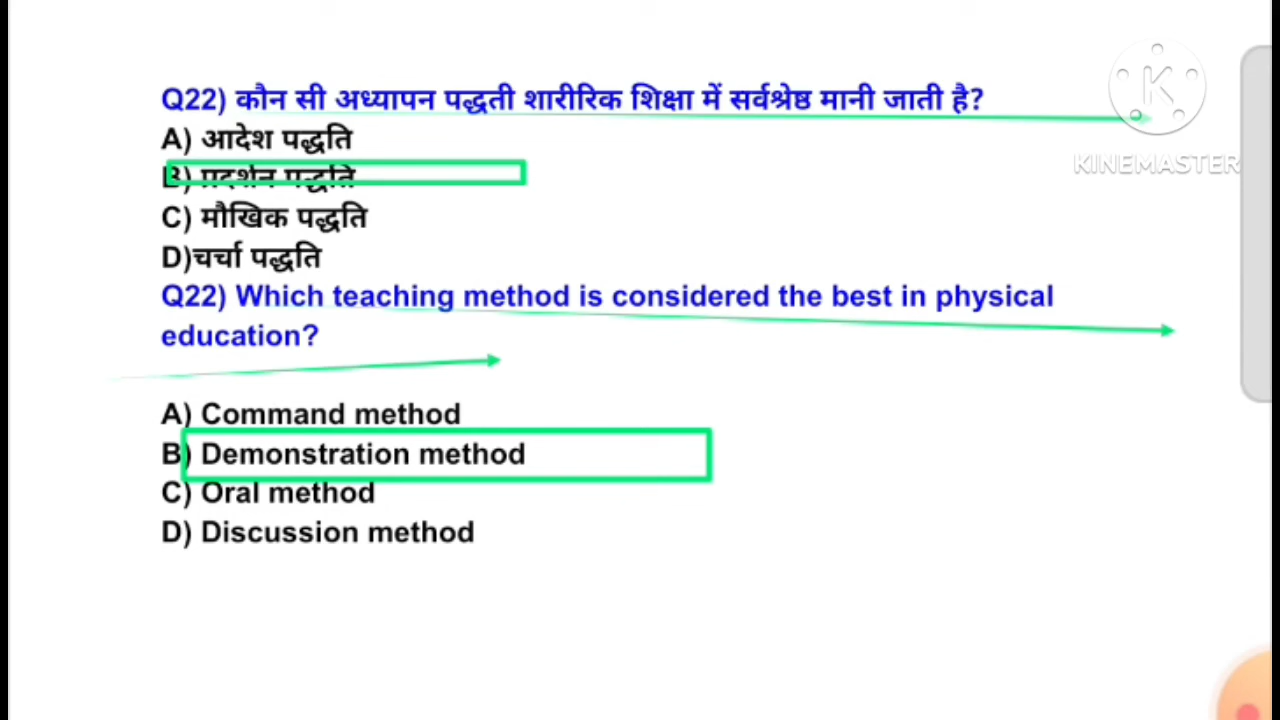 Q22) कौन सी अध्यापन पद्धती शारीरिक शिक्षा में सर्वश्रेष्ठ मानी जाती है?
A) आदेश पद्धति
B) प्रदर्शन पद्धति
C) मौखिक पद्धति
D)चर्चा पद्धति
Q22) Which teaching method is considered the best in physical
education?
A) Command method
B) Demonstration method
C) Oral method
D) Discussion method
K
KINEMASTER